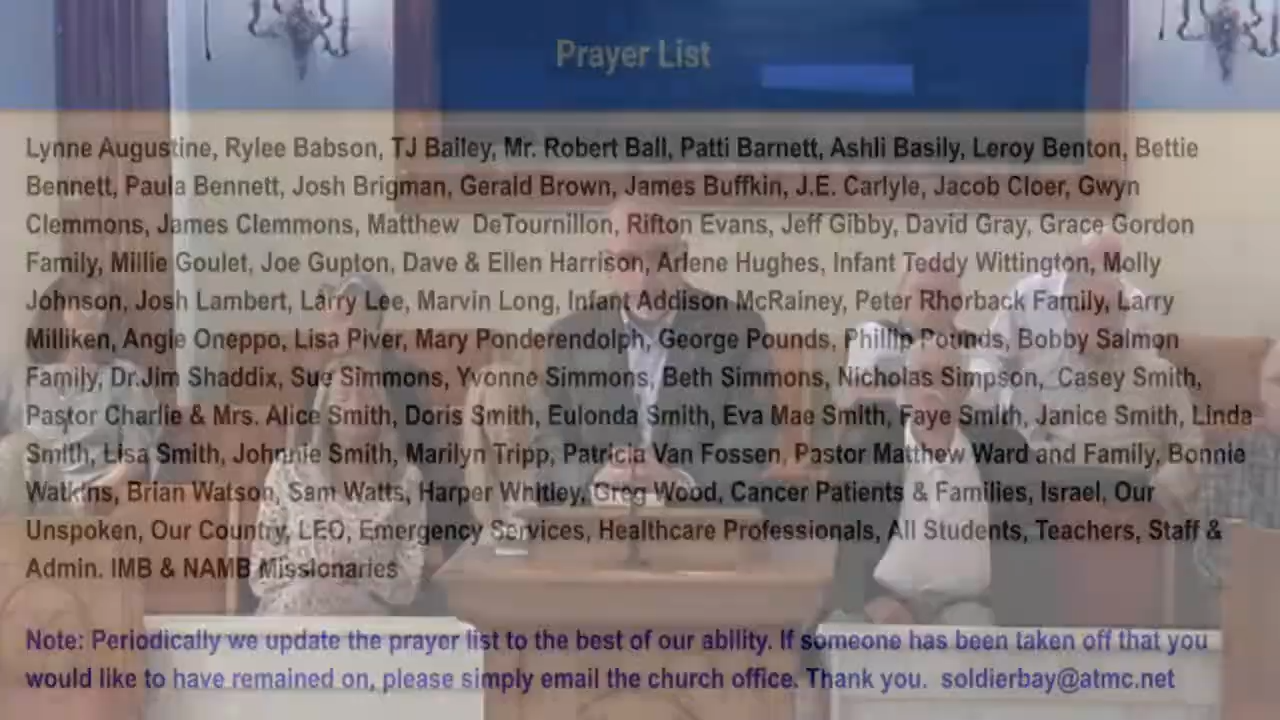 Prayer List
Lynne Augustine, Rylee Babson, TJ Bailey, Mr. Robert Ball, Patti Barnett, Ashli Basily, Leroy Benton, Bettie
Bennett, Paula Bennett, Josh Brigman, Gerald Brown, James Buffkin, J.E. Carlyle, Jacob Cloer, Gwyn
Clemmons, James Clemmons, Matthew  DeTournillon, Rifton Evans, Jeff Gibby, David Gray, Grace Gordon
Family, Millie Goulet, Joe Gupton, Dave & Ellen Harrison, Arlene Hughes, Infant Teddy Wittington, Molly
Johnson, Josh Lambert, Larry Lee, Marvin Long, Infant Addison McRainey, Peter Rhorback Family, Larry
Milliken, Angie Oneppo, Lisa Piver, Mary Ponderendolph, George Pounds, Phillip Pounds, Bobby Salmon
Family, Dr.Jim Shaddix, Sue Simmons, Yvonne Simmons, Beth Simmons, Nicholas Simpson,  Casey Smith,
Pastor Charlie & Mrs. Alice Smith, Doris Smith, Eulonda Smith, Eva Mae Smith, Faye Smith, Janice Smith, Linda
Smith, Lisa Smith, Johnnie Smith, Marilyn Tripp, Patricia Van Fossen, Pastor Matthew Ward and Family, Bonnie
Watkins, Brian Watson, Sam Watts, Harper Whitley, Greg Wood, Cancer Patients & Families, Israel, Our
Unspoken, Our Country, LEO, Emergency Services, Healthcare Professionals, All Students, Teachers, Staff &
Admin. IMB & NAMB Missionaries
Note: Periodically we update the prayer list to the best of our ability. If someone has been taken off that you
would like to have remained on, please simply email the church office. Thank you.  soldierbay@atmc.net